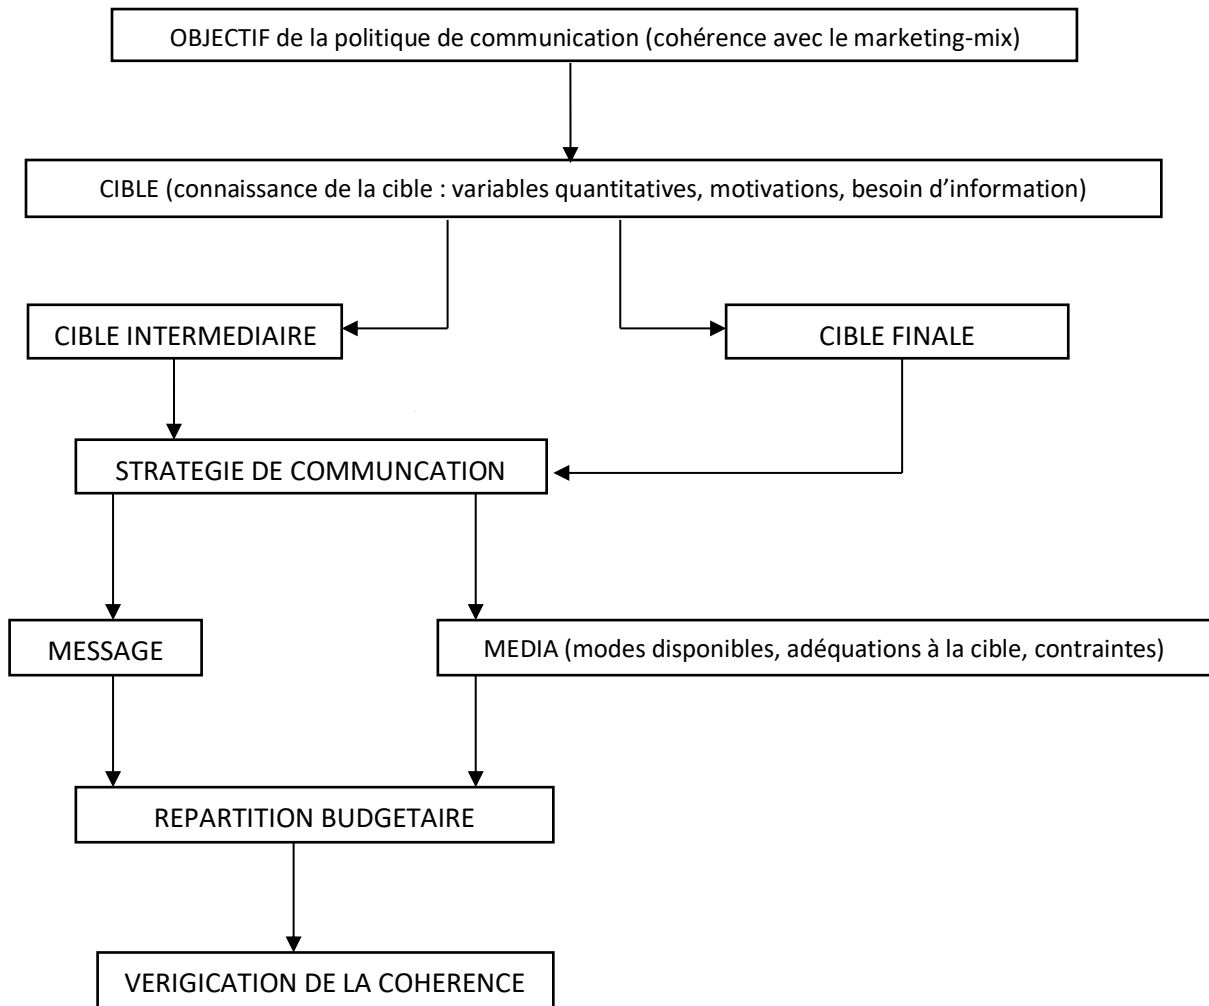 OBJECTIF de la politique de communication (cohérence avec le marketing-mix)
CIBLE (connaissance de la cible : variables quantitatives, motivations, besoin d’information)
CIBLE INTERMEDIAIRE
CIBLE FINALE
STRATEGIE DE COMMUNCATION
MESSAGE
MEDIA (modes disponibles, adéquations à la cible, contraintes)
REPARTITION BUDGETAIRE
VERIGICATION DE LA COHERENCE